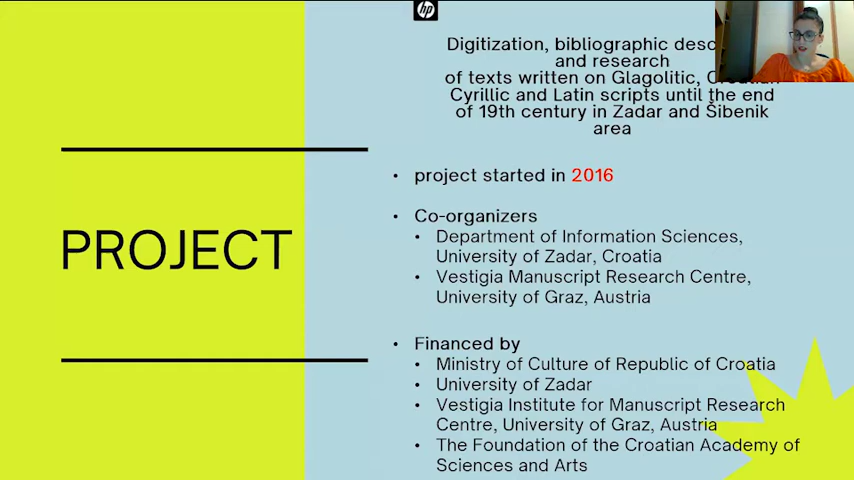 hp
Digitization, bibliographic
and research
of texts written on Glagolitic,
Cyrillic and Latin scripts until the end
of 19th century in Zadar and Šibenik
area
PROJECT
• project started in 2016
• Co-organizers
• Department of Information Sciences,
University of Zadar, Croatia
• Vestigia Manuscript Research Centre,
University of Graz, Austria
• Financed by
• Ministry of Culture of Republic of Croatia
• University of Zadar
• Vestigia Institute for Manuscript Research
Centre, University of Graz, Austria
• The Foundation of the Croatian Academy of
Sciences and Arts